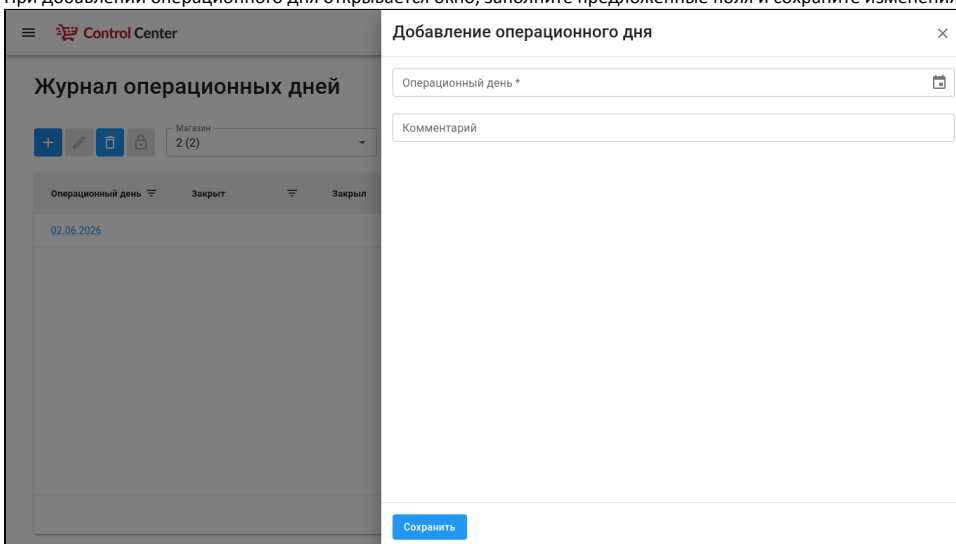 При добавлении операционного дня открывается окно, заполните предложенные поля и сохраните изменения
Control Center
Добавление операционного дня
Журнал операционных дней
Операционный день *
Комментарий
Магазин
2 (2)
Операционный день
Закрыт
Закрыл
02.06.2026
Сохранить